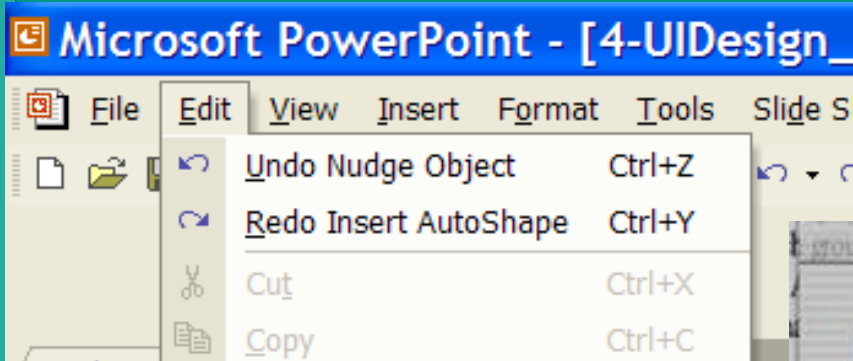 Microsoft PowerPoint - [4-UIDesign_
File Edit View Insert Format Tools Slide S
Undo Nudge Object Ctrl+Z
Redo Insert AutoShape Ctrl+Y
Cut Ctrl+X
Copy Ctrl+C